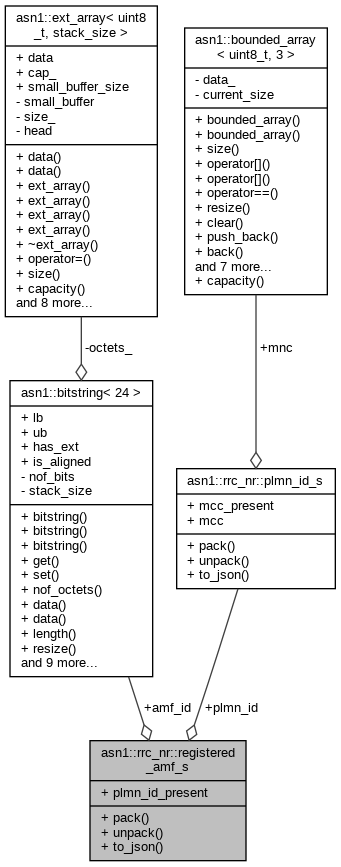 asn1::ext_array< uint8
_t, stack_size >
+ data
+ cap_
+ small_buffer_size
- small_buffer
- size_
- head
+ data()
+ data()
+ ext_array()
+ ext_array()
+ ext_array()
+ ext_array()
+ ~ext_array()
+ operator=()
+ size()
+ capacity()
and 8 more...
asn1::bounded_array
< uint8_t, 3 >
- data_
- current_size
+ bounded_array()
+ bounded_array()
+ size()
+ operator[]()
+ operator[]()
+ operator==()
+ resize()
+ clear()
+ push_back()
+ back()
and 7 more...
+ capacity()
-octets_
+mnc
asn1::bitstring< 24 >
+ lb
+ ub
+ has_ext
+ is_aligned
- nof_bits
- stack_size
+ bitstring()
+ bitstring()
+ bitstring()
+ get()
+ set()
+ nof_octets()
+ data()
+ data()
+ length()
+ resize()
and 9 more...
asn1::rrc_nr::plmn_id_s
+ mcc_present
+ mcc
+ pack()
+ unpack()
+ to_json()
+amf_id
+plmn_id
asn1::rrc_nr::registered
_amf_s
+ plmn_id_present
+ pack()
+ unpack()
+ to_json()